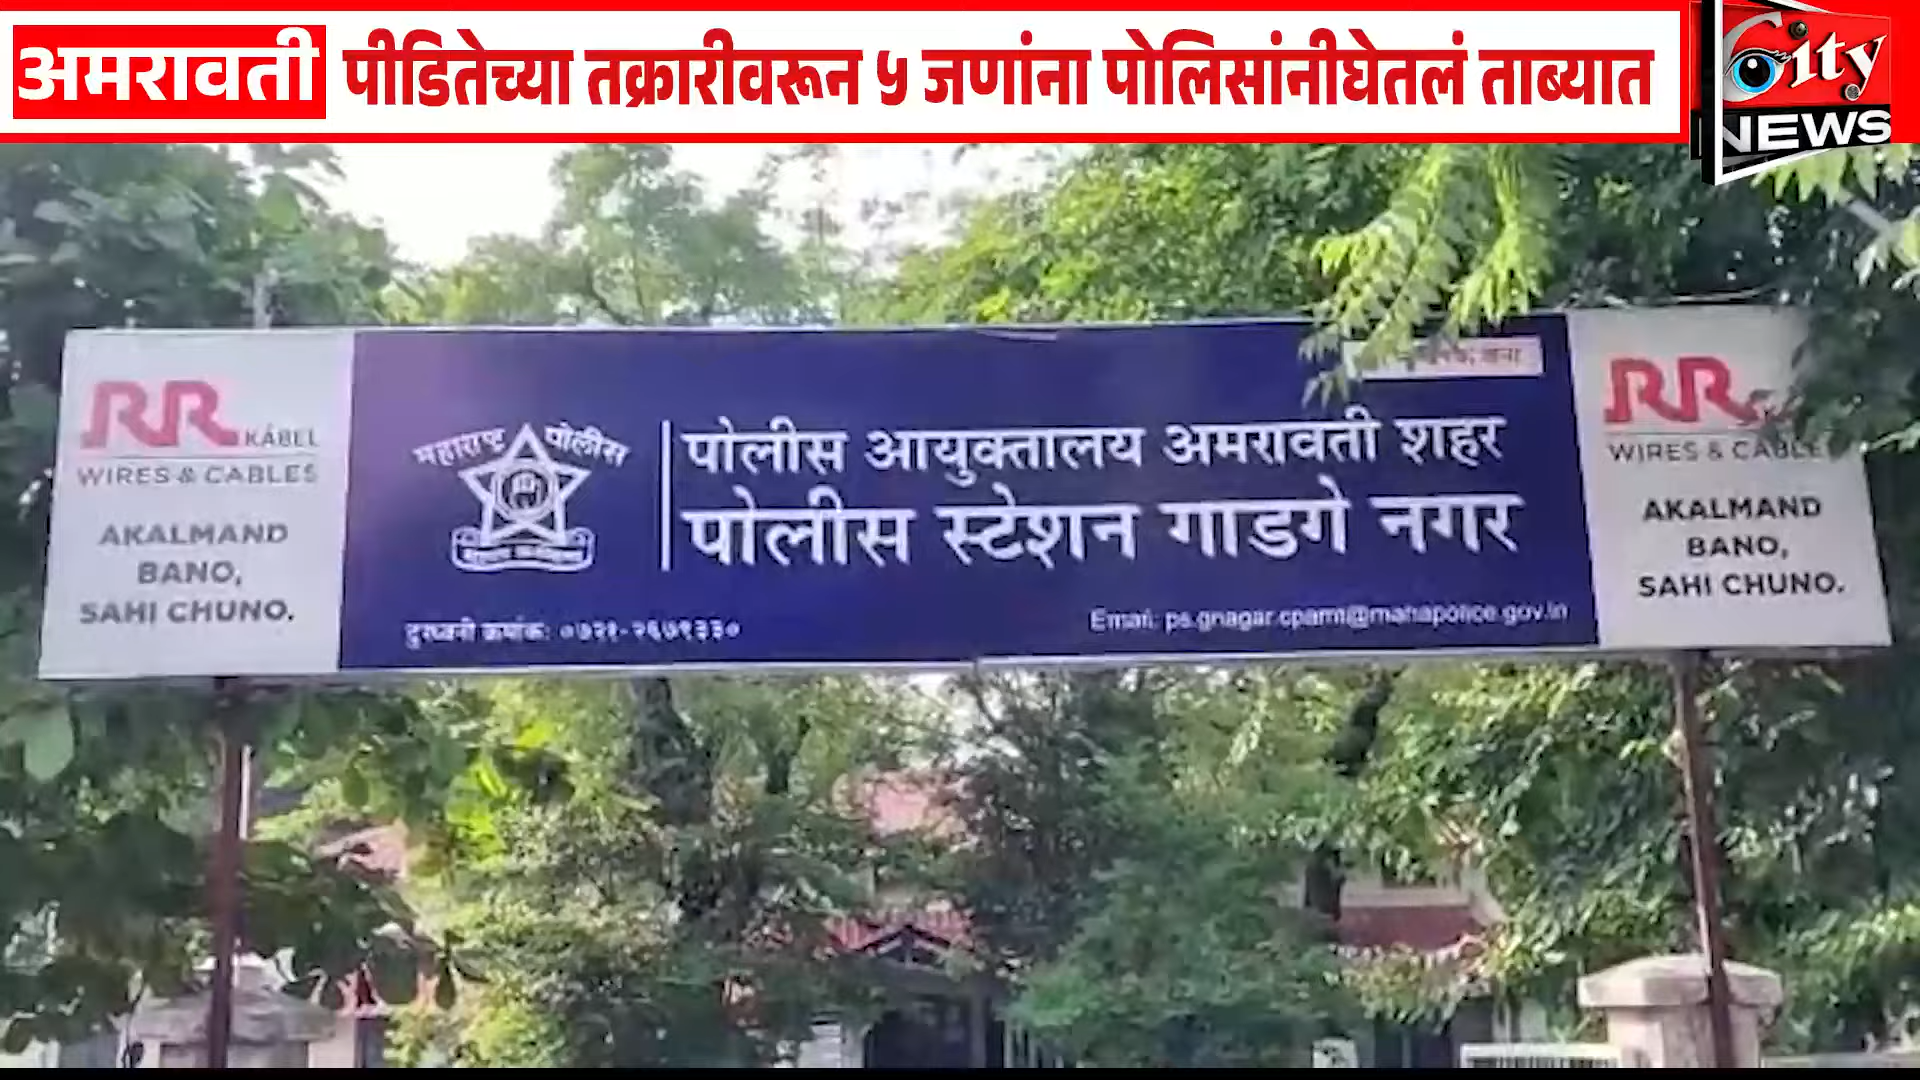 अमरावती पीडितेच्या तक्रारीवरून ५ जणांना पोलिसांनीघेतलं ताब्यात
City
NEWS
RR KABEL
WIRES & CABLES
AKALMAND
BANO,
SAHI CHUNO.
महाराष्ट्र पोलीस
पोलीस आयुक्तालय अमरावती शहर
पोलीस स्टेशन गाडगे नगर
दुरध्वनी क्रमांक: ०७२१-२६७९३३०
Email: ps.gnagar.cpamt@mahapolice.gov.in
RR
WIRES & CABLE
AKALMAND
BANO,
SAHI CHUNO.